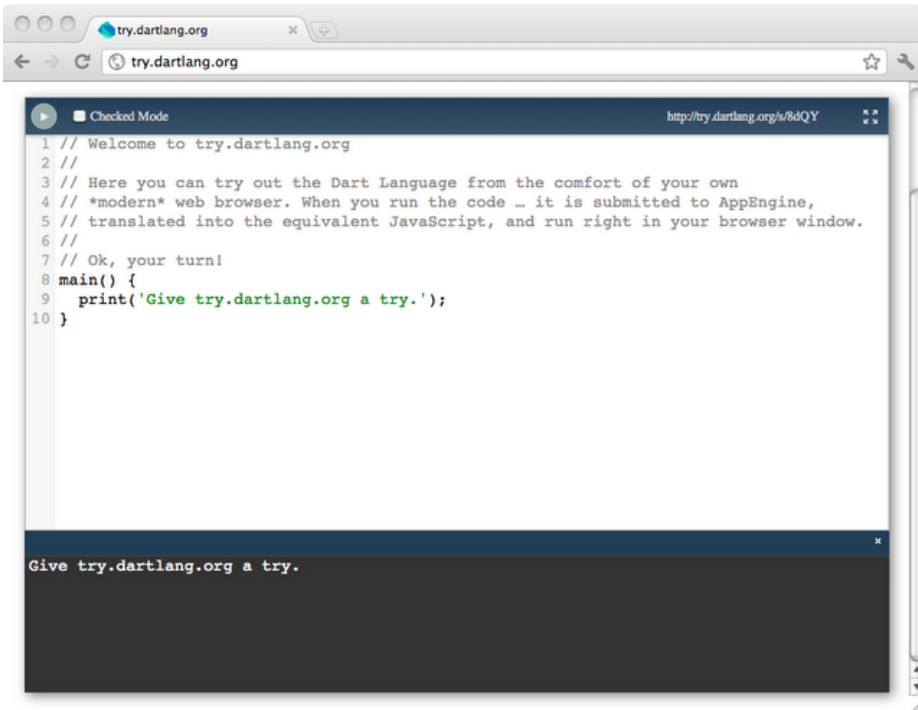 try.dartlang.org
try.dartlang.org
Checked Mode
http://try.dartlang.org/s/8dQY
1 // Welcome to try.dartlang.org
2 //
3 // Here you can try out the Dart Language from the comfort of your own
4 // *modern* web browser. When you run the code … it is submitted to AppEngine,
5 // translated into the equivalent JavaScript, and run right in your browser window.
6 //
7 // Ok, your turn!
8 main() {
9   print('Give try.dartlang.org a try.');
10 }
Give try.dartlang.org a try.